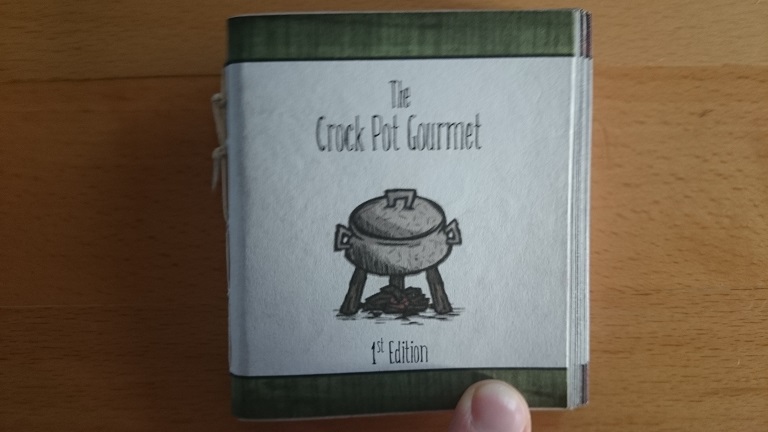 The
Crock Pot Gourmet
1st Edition